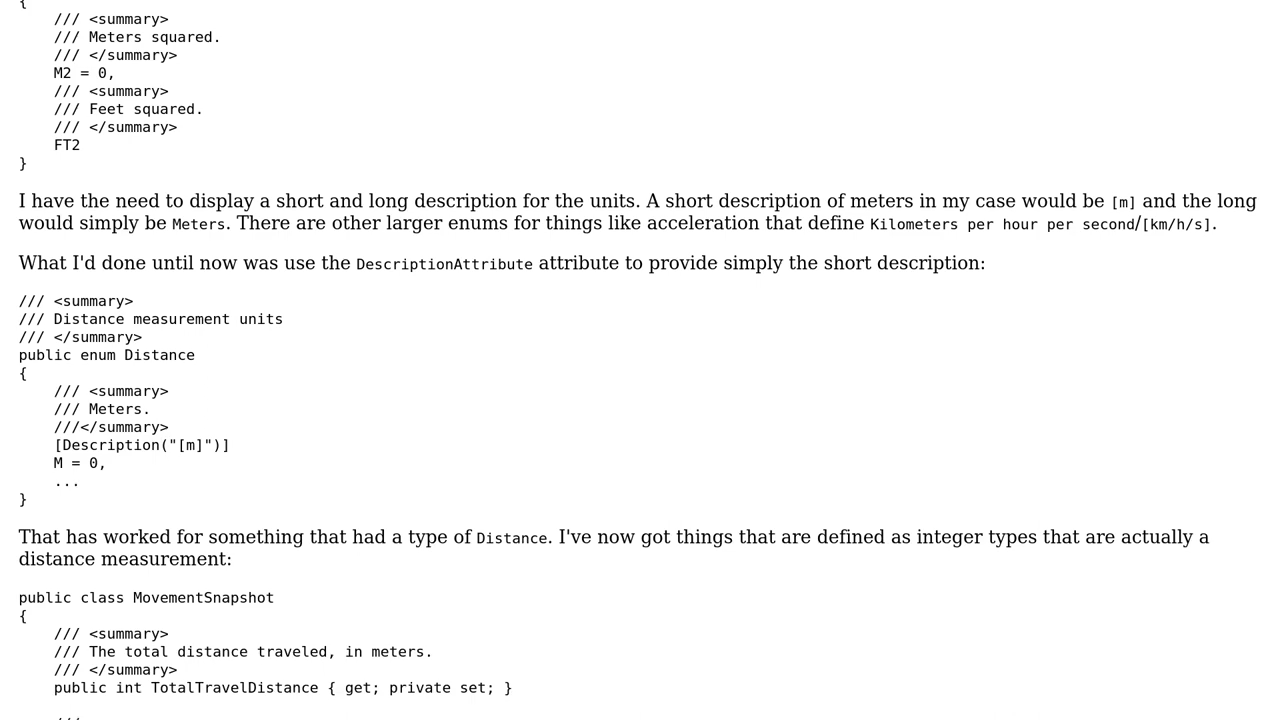 {
    /// <summary>
    /// Meters squared.
    /// </summary>
    M2 = 0,
    /// <summary>
    /// Feet squared.
    /// </summary>
    FT2
}
I have the need to display a short and long description for the units. A short description of meters in my case would be [m] and the long
would simply be Meters. There are other larger enums for things like acceleration that define Kilometers per hour per second/[km/h/s].
What I'd done until now was use the DescriptionAttribute attribute to provide simply the short description:
/// <summary>
/// Distance measurement units
/// </summary>
public enum Distance
{
    /// <summary>
    /// Meters.
    ///</summary>
    [Description("[m]")]
    M = 0,
    ...
}
That has worked for something that had a type of Distance. I've now got things that are defined as integer types that are actually a
distance measurement:
public class MovementSnapshot
{
    /// <summary>
    /// The total distance traveled, in meters.
    /// </summary>
    public int TotalTravelDistance { get; private set; }
    ///